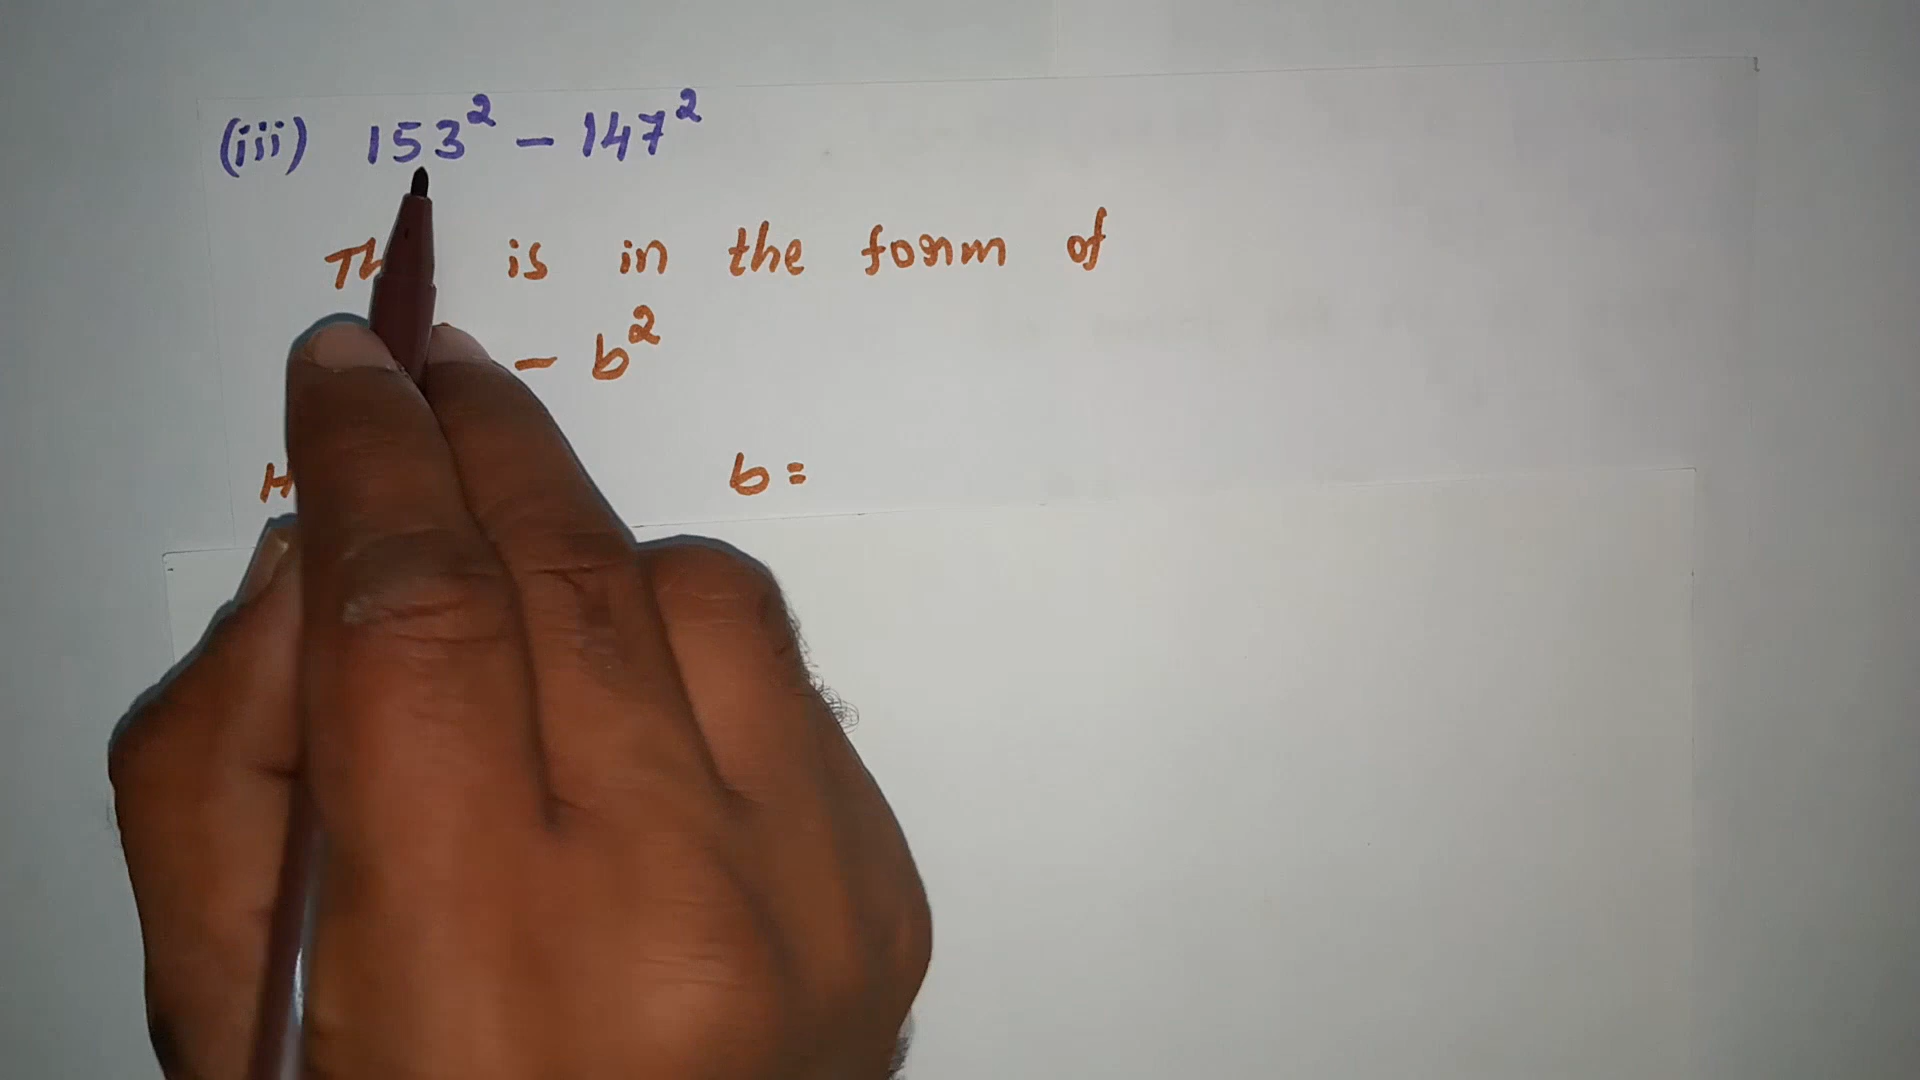 (iii) 153² - 147²
is in the form of
- b²
b =